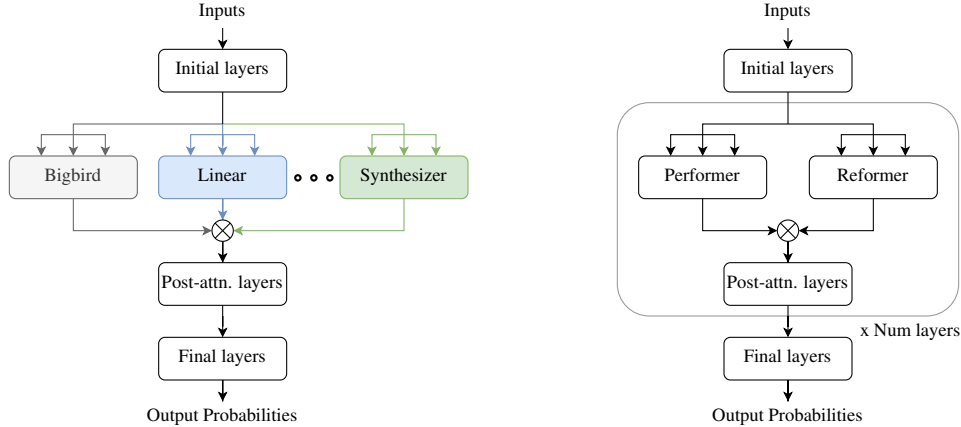 Inputs
Initial layers
Bigbird
Linear
Synthesizer
Post-attn. layers
Final layers
Output Probabilities
Inputs
Initial layers
Performer
Reformer
Post-attn. layers
x Num layers
Final layers
Output Probabilities